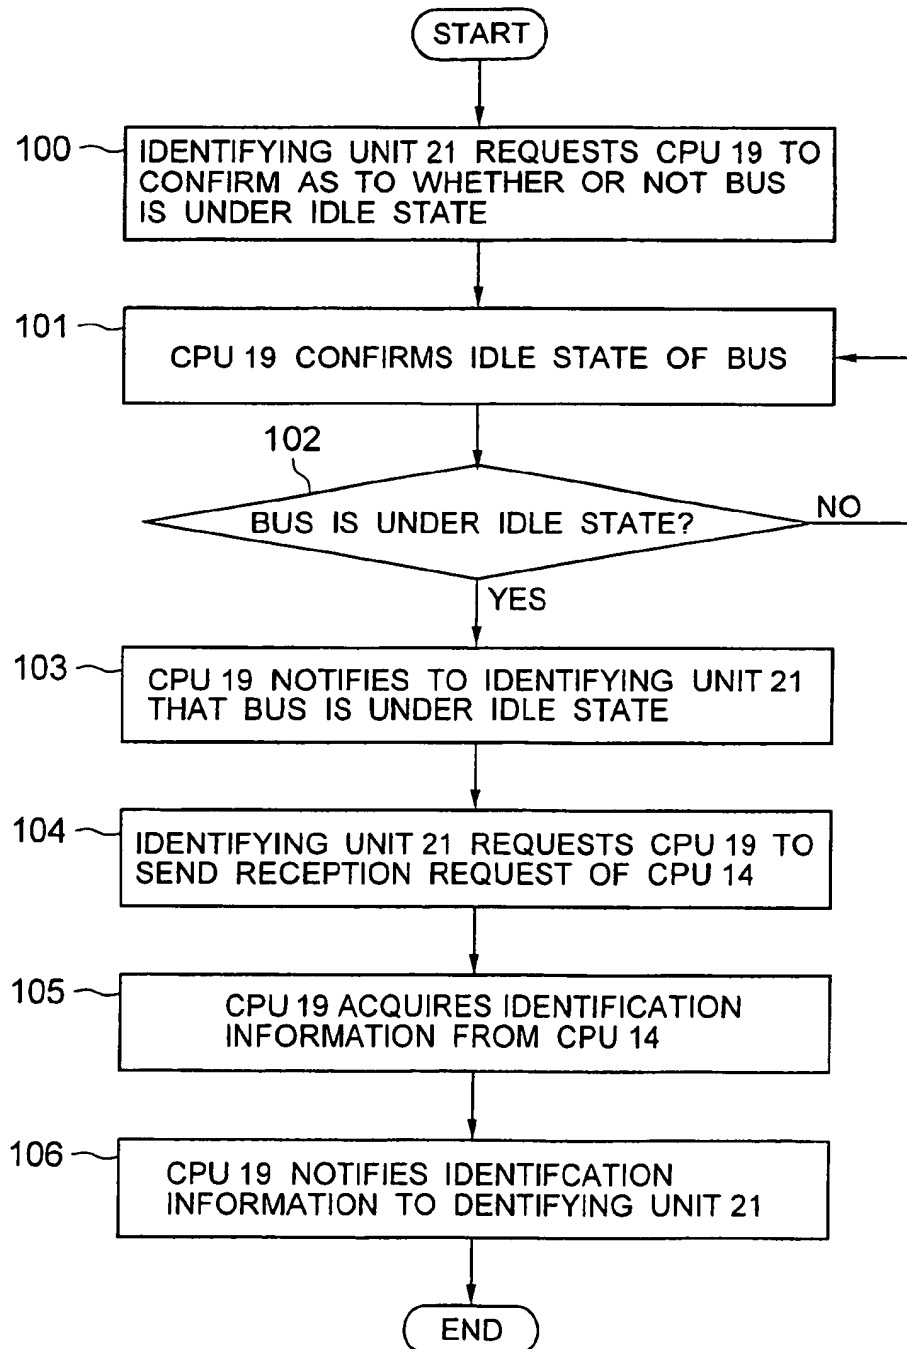 START
100
IDENTIFYING UNIT 21 REQUESTS CPU 19 TO
CONFIRM AS TO WHETHER OR NOT BUS
IS UNDER IDLE STATE
101
CPU 19 CONFIRMS IDLE STATE OF BUS
102
BUS IS UNDER IDLE STATE?
NO
YES
103
CPU 19 NOTIFIES TO IDENTIFYING UNIT 21
THAT BUS IS UNDER IDLE STATE
104
IDENTIFYING UNIT 21 REQUESTS CPU 19 TO
SEND RECEPTION REQUEST OF CPU 14
105
CPU 19 ACQUIRES IDENTIFICATION
INFORMATION FROM CPU 14
106
CPU 19 NOTIFIES IDENTIFCATION
INFORMATION TO DENTIFYING UNIT 21
END